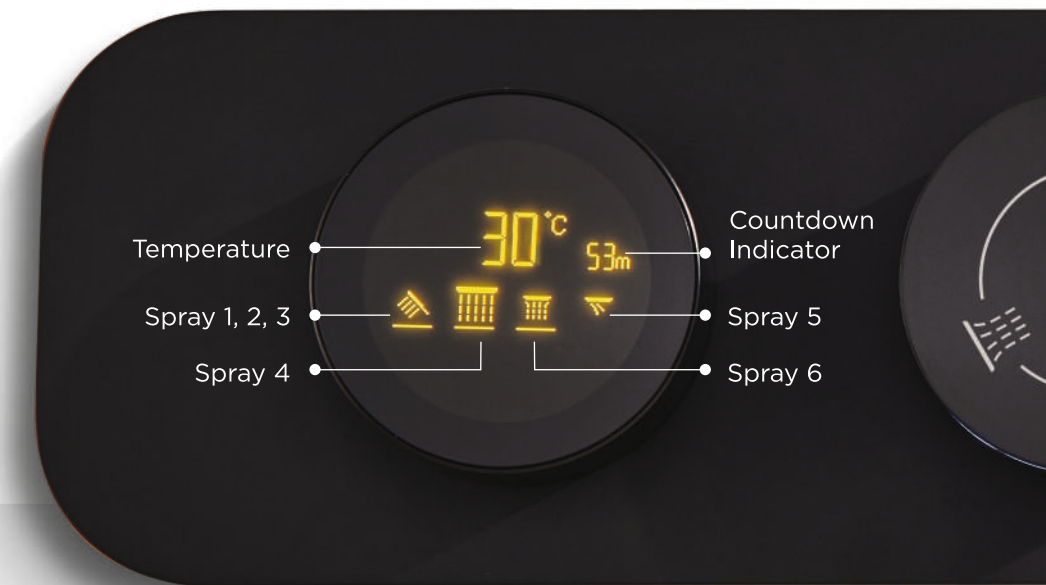 30°C
53m
Temperature
Countdown
Indicator
Spray 1, 2, 3
Spray 5
Spray 4
Spray 6